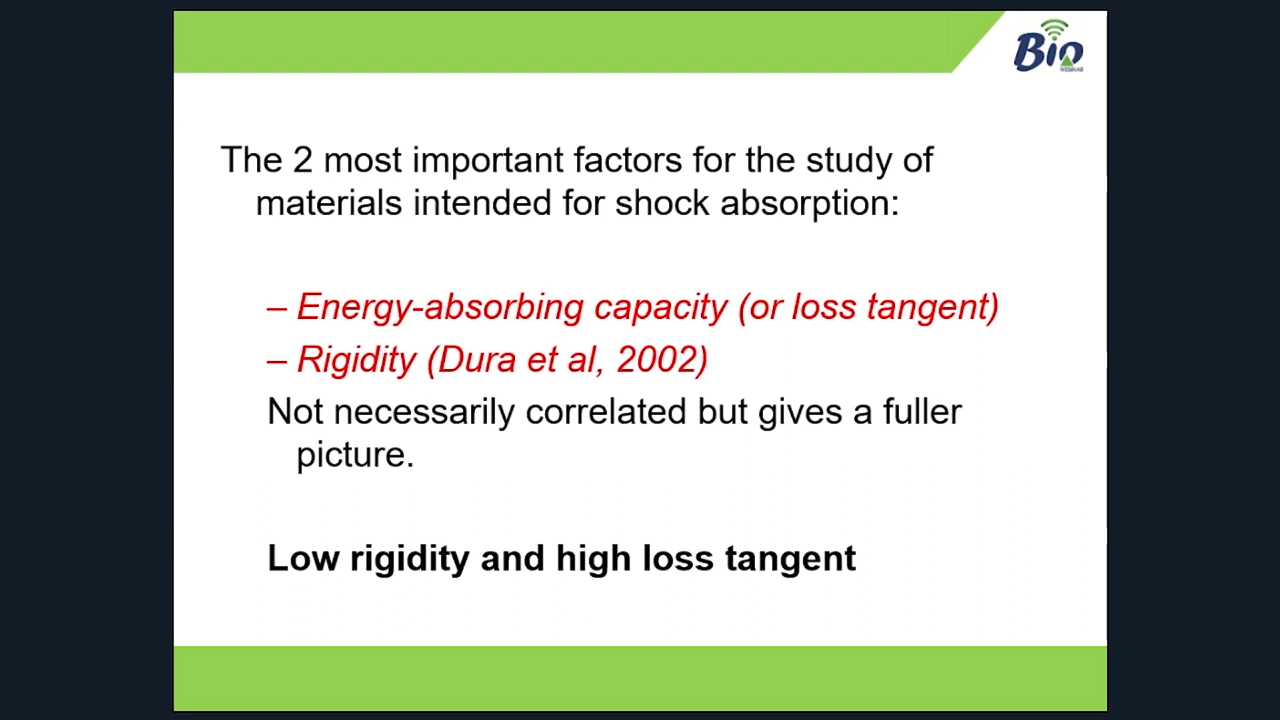 Bio
WEBINAR
The 2 most important factors for the study of
materials intended for shock absorption:
– Energy-absorbing capacity (or loss tangent)
– Rigidity (Dura et al, 2002)
Not necessarily correlated but gives a fuller
picture.
Low rigidity and high loss tangent